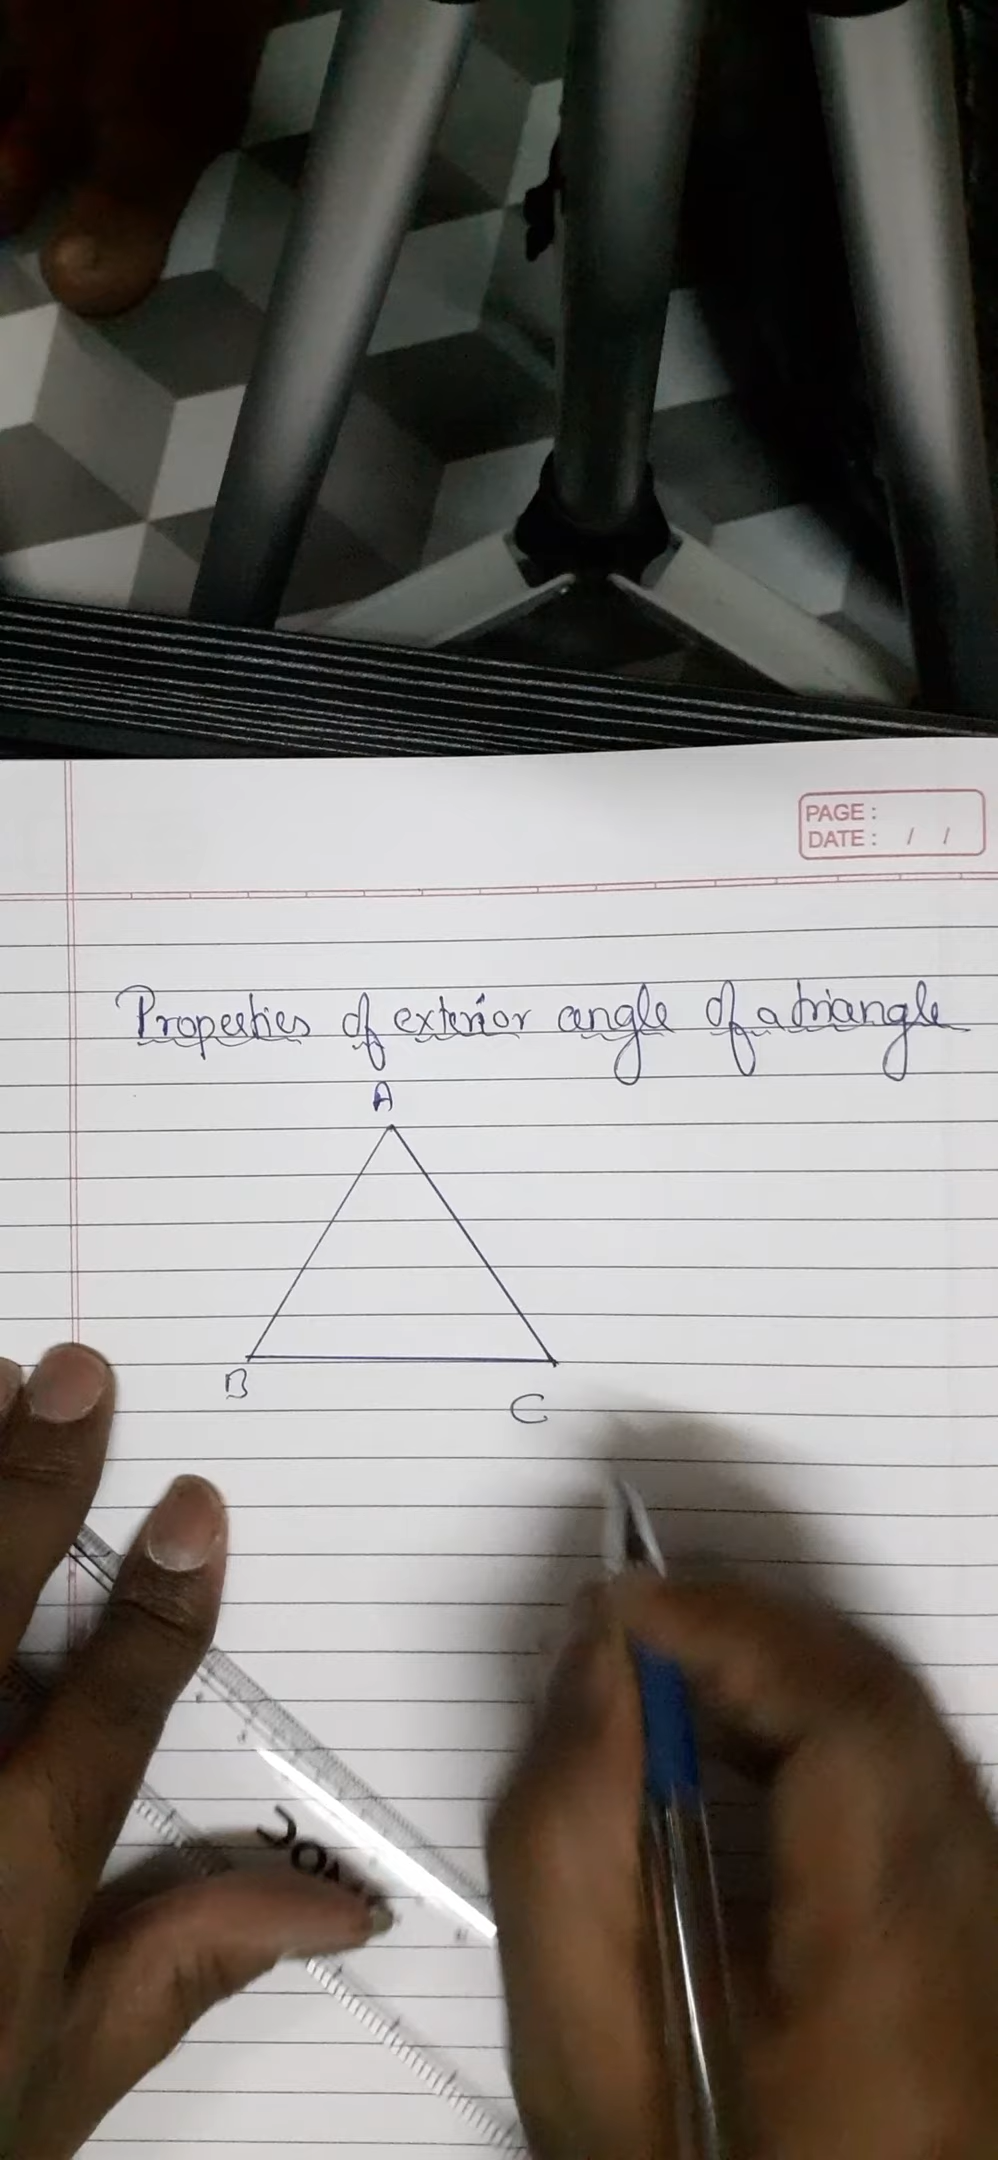 PAGE :
DATE : / /
Properties of exterior angle of a triangle
A
B
C